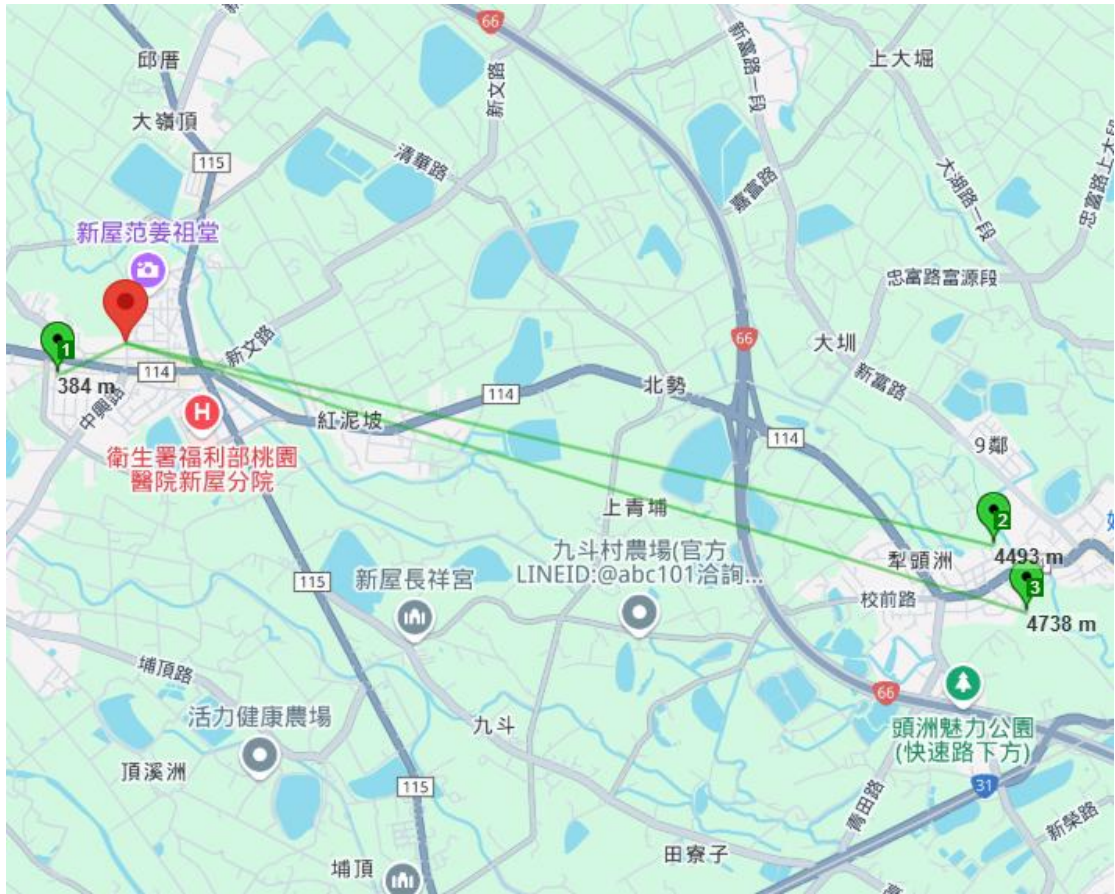 66
新富路一段
上大堀
邱厝
新文路
大嶺頂
115
清華路
嘉富路
大湖路一段
忠富路上大段
新屋范姜祖堂
忠富路富源段
66
大圳
新文路
1
384 m
114
中興路
114
北勢
新富路
紅泥坡
114
9鄰
衛生署福利部桃園
醫院新屋分院
上青埔
2
4493 m
九斗村農場(官方
LINEID:@abc101洽詢...
犁頭洲
115
新屋長祥宮
校前路
3
4738 m
埔頂路
66
活力健康農場
九斗
頭洲魅力公園
(快速路下方)
頂溪洲
115
31
新榮路
田寮子
埔頂